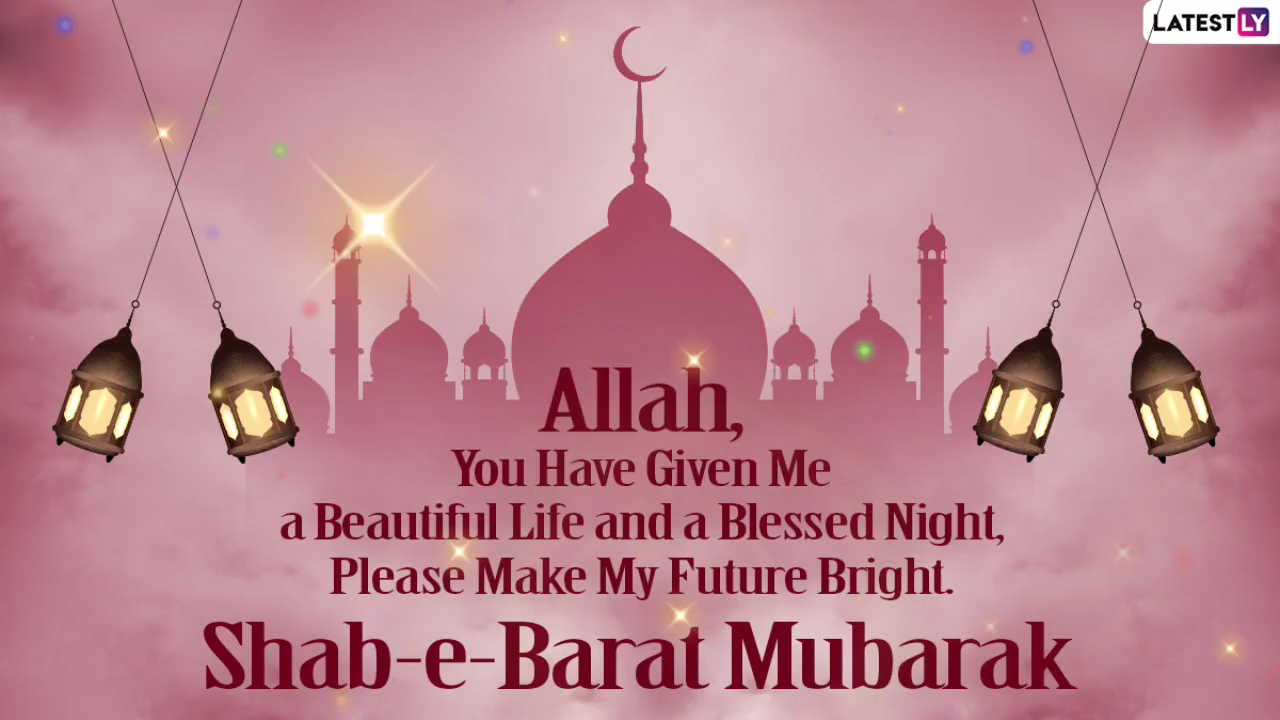 LATESTLY
Allah,
You Have Given Me
a Beautiful Life and a Blessed Night,
Please Make My Future Bright.
Shab-e-Barat Mubarak